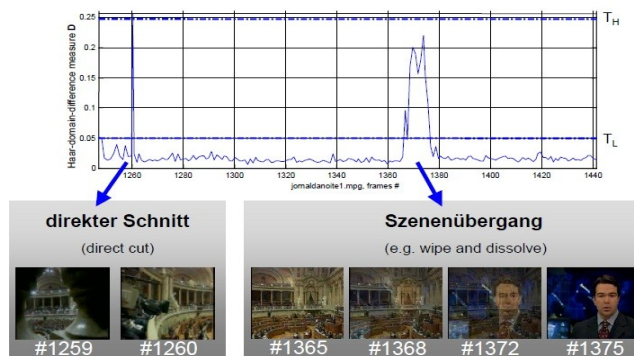 0.25
0.2
0.15
0.1
0.05
0
Haar-domain-difference measure D
T_H
T_L
1260 1280 1300 1320 1340 1360 1380 1400 1420 1441
jornaldanoite1.mpg, frames #
direkter Schnitt
(direct cut)
#1259 #1260
Szenenübergang
(e.g. wipe and dissolve)
#1365 #1368 #1372 #1375